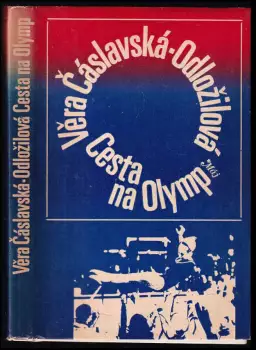 Věra Čáslavská-Odložilová Cesta na Olymp
Věra Čáslavská-Odložilová
Cesta
na Olymp